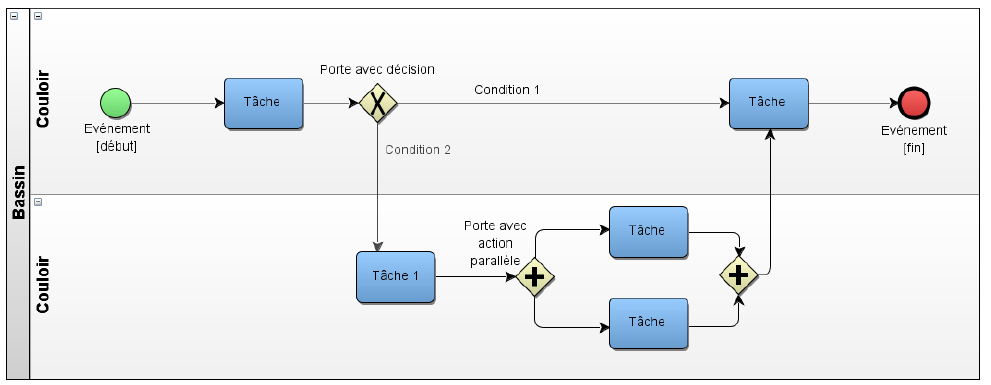 Bassin
Couloir
Evénement
[début]
Tâche
Porte avec décision
Condition 1
Condition 2
Tâche
Evénement
[fin]
Couloir
Tâche 1
Porte avec
action
parallèle
Tâche
Tâche